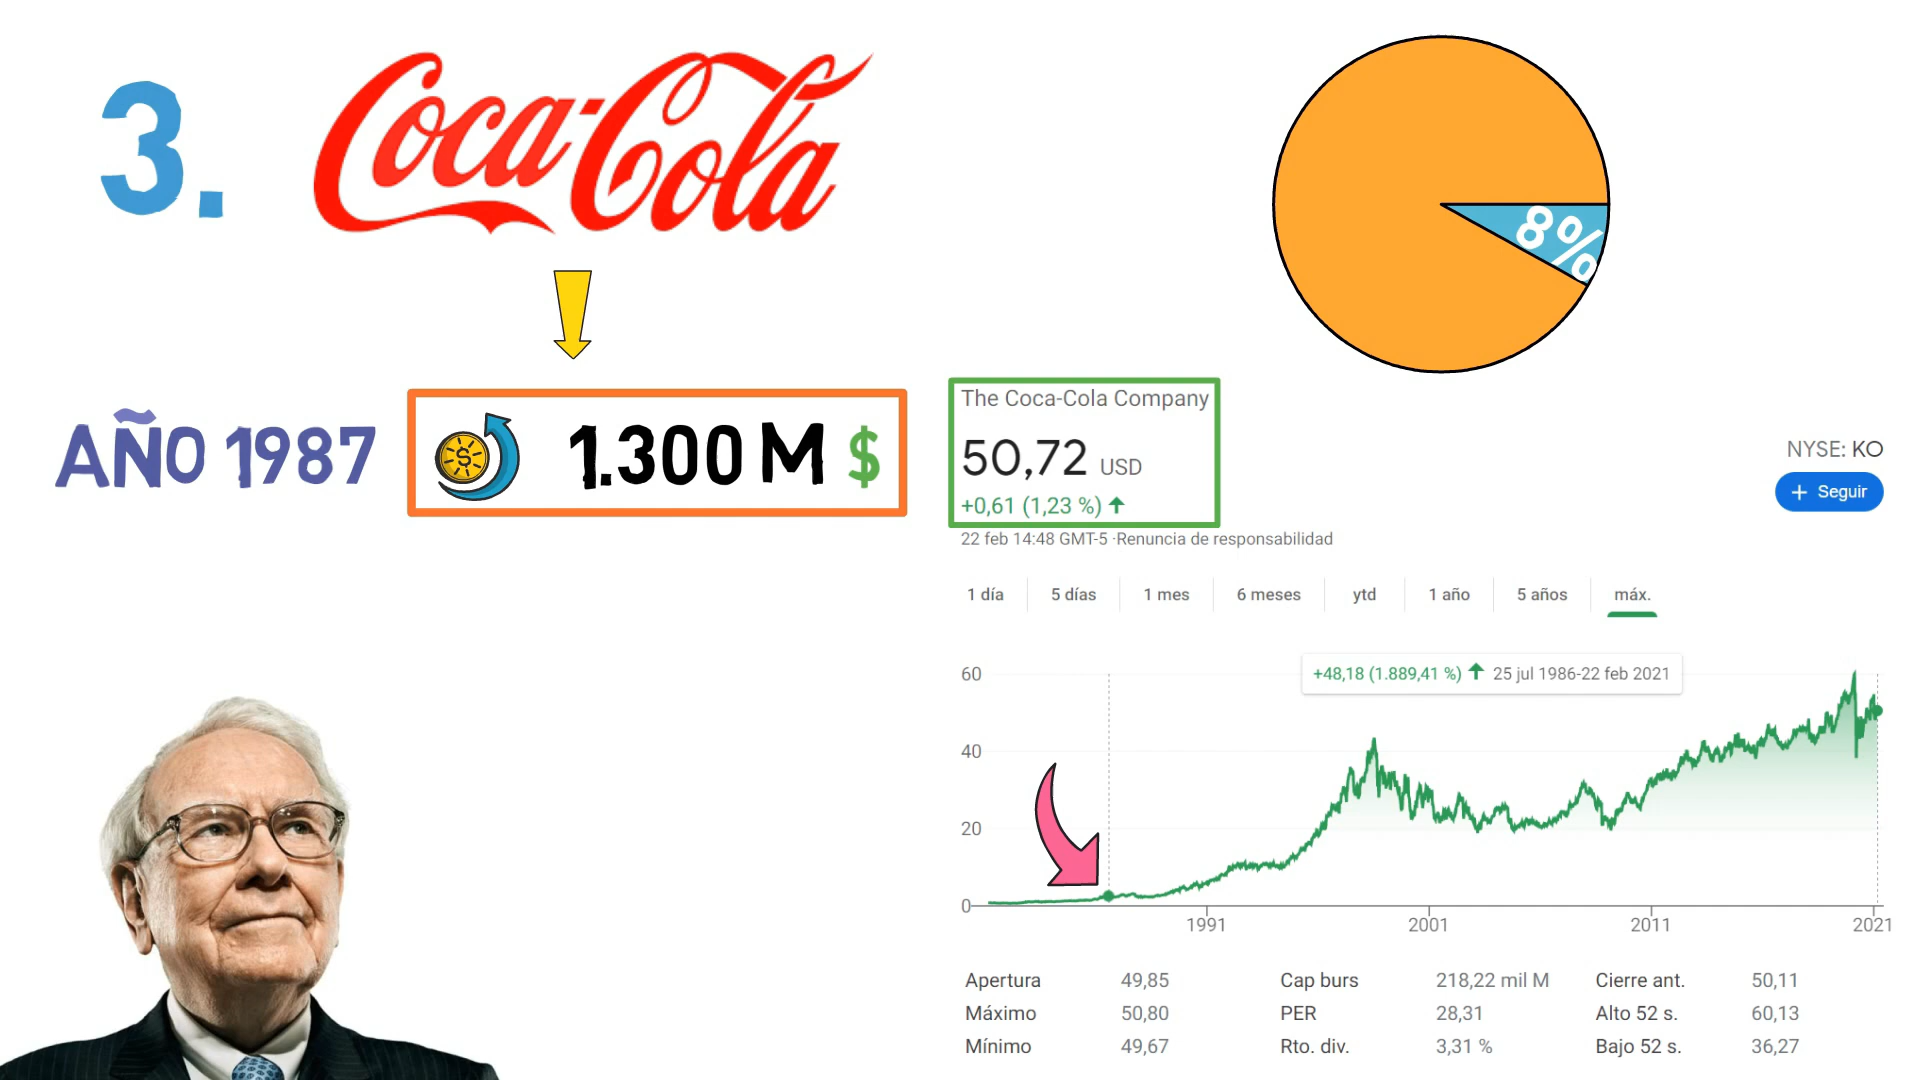 3.
Coca-Cola
8%
AÑO 1987
1.300 M $
The Coca-Cola Company
50,72 USD
+0,61 (1,23 %)
22 feb 14:48 GMT-5 ·Renuncia de responsabilidad
NYSE: KO
+ Seguir
1 día 5 días 1 mes 6 meses ytd 1 año 5 años máx.
+48,18 (1.889,41 %) 25 jul 1986-22 feb 2021
60
40
20
0
1991 2001 2011 2021
Apertura 49,85 Cap burs 218,22 mil M Cierre ant. 50,11
Máximo 50,80 PER 28,31 Alto 52 s. 60,13
Mínimo 49,67 Rto. div. 3,31 % Bajo 52 s. 36,27